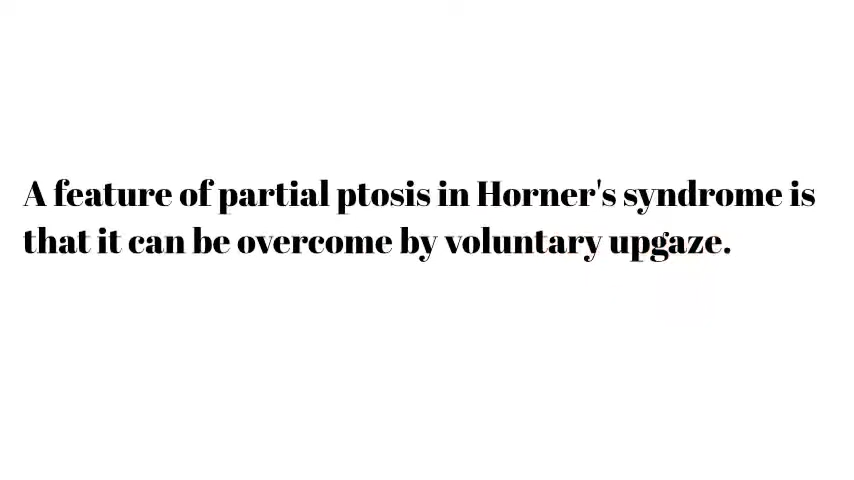 A feature of partial ptosis in Horner's syndrome is
that it can be overcome by voluntary upgaze.